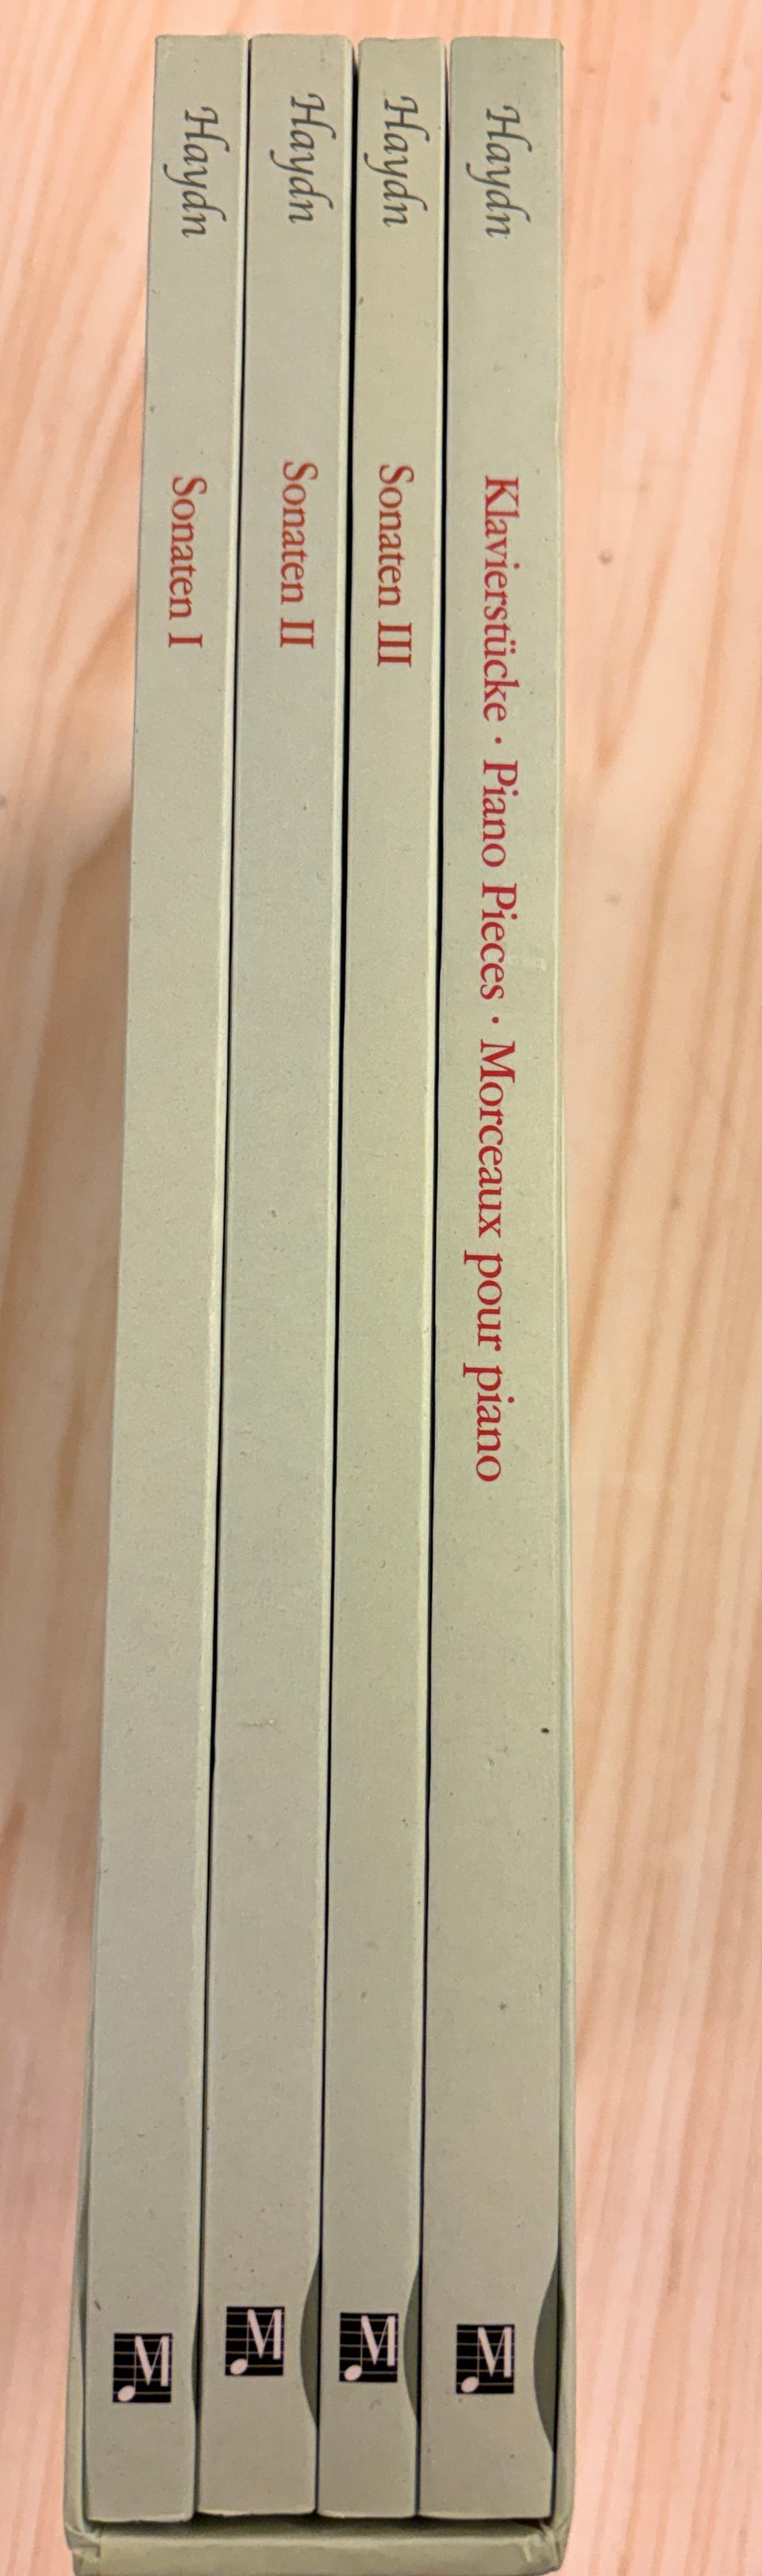 Haydn Sonaten I
Haydn Sonaten II
Haydn Sonaten III
Haydn Klavierstücke · Piano Pieces · Morceaux pour piano